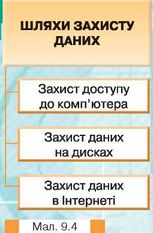 ШЛЯХИ ЗАХИСТУ
ДАНИХ
Захист доступу
до комп'ютера
Захист даних
на дисках
Захист даних
в Інтернеті
Мал. 9.4